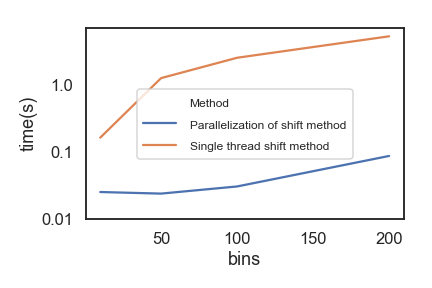 time(s)
1.0
0.1
0.01
Method
Parallelization of shift method
Single thread shift method
50 100 150 200
bins